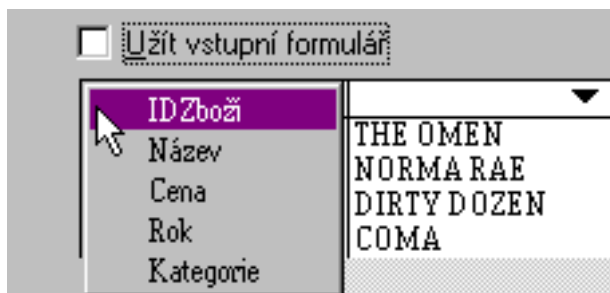 Užít vstupní formulář
IDZboží
Název
Cena
Rok
Kategorie
THE OMEN
NORMA RAE
DIRTY DOZEN
COMA